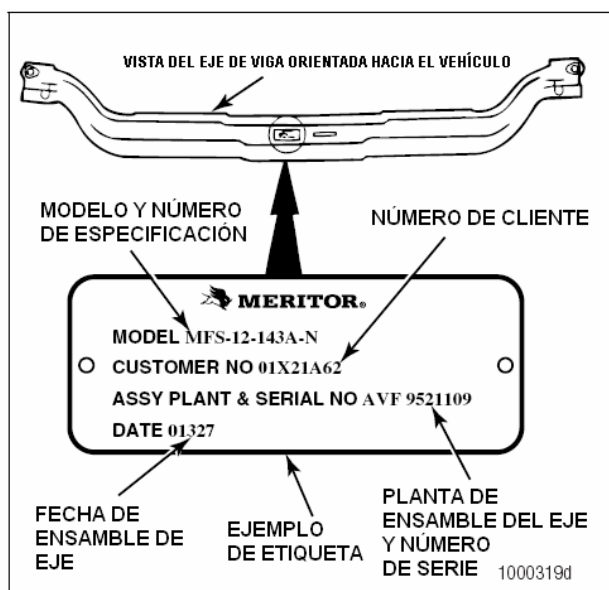 VISTA DEL EJE DE VIGA ORIENTADA HACIA EL VEHÍCULO
MODELO Y NÚMERO
DE ESPECIFICACIÓN
NÚMERO DE CLIENTE
MERITOR®
MODEL MFS-12-143A-N
CUSTOMER NO 01X21A62
ASSY PLANT & SERIAL NO AVF 9521109
DATE 01327
FECHA DE
ENSAMBLE DE
EJE
EJEMPLO
DE ETIQUETA
PLANTA DE
ENSAMBLE DEL EJE
Y NÚMERO
DE SERIE
1000319d